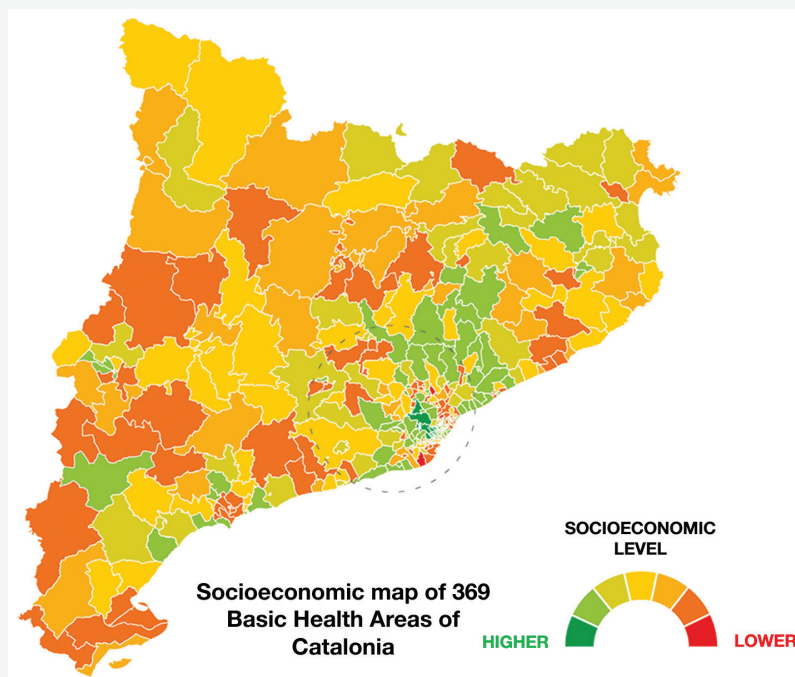 Socioeconomic map of 369
Basic Health Areas of
Catalonia
SOCIOECONOMIC
LEVEL
HIGHER
LOWER